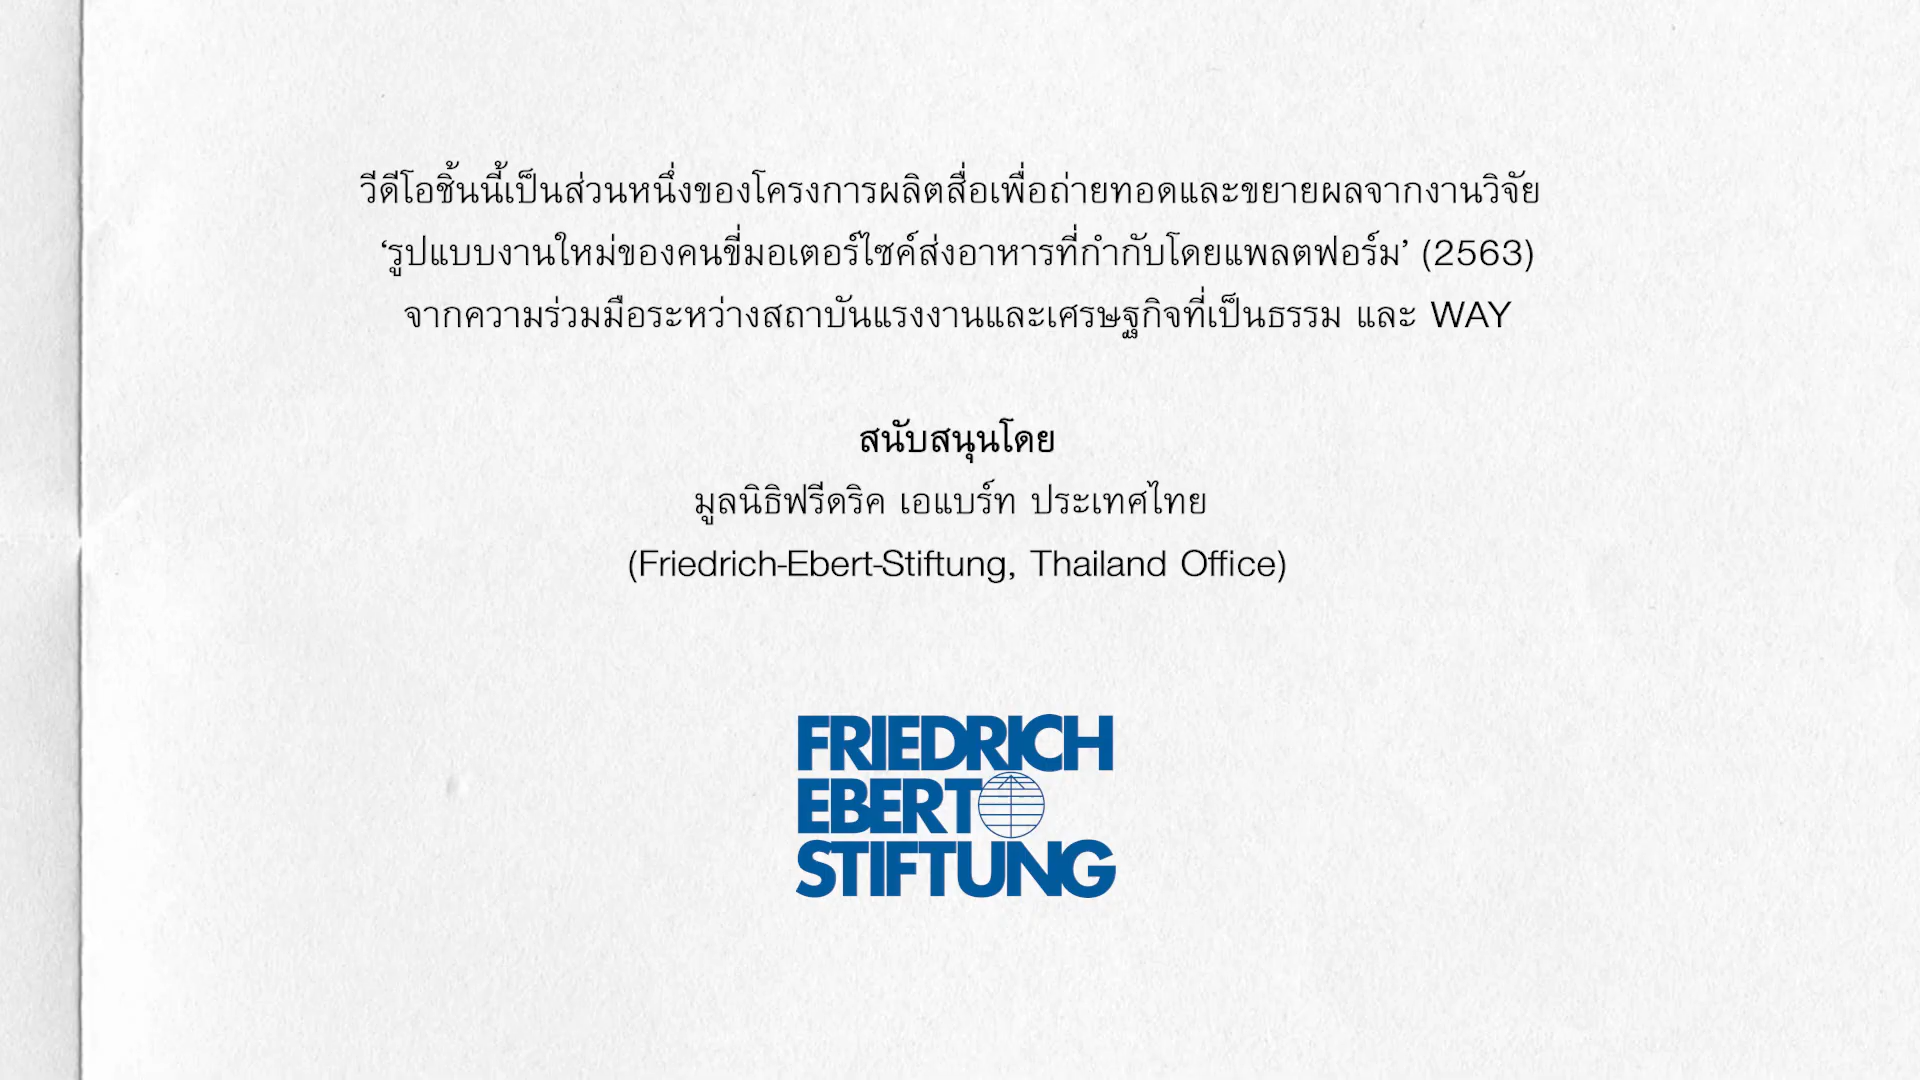 วีดีโอชิ้นนี้เป็นส่วนหนึ่งของโครงการผลิตสื่อเพื่อถ่ายทอดและขยายผลจากงานวิจัย
‘รูปแบบงานใหม่ของคนขี่มอเตอร์ไซค์ส่งอาหารที่กำกับโดยแพลตฟอร์ม’ (2563)
จากความร่วมมือระหว่างสถาบันแรงงานและเศรษฐกิจที่เป็นธรรม และ WAY
สนับสนุนโดย
มูลนิธิฟรีดริค เอแบร์ท ประเทศไทย
(Friedrich-Ebert-Stiftung, Thailand Office)
FRIEDRICH
EBERT
STIFTUNG